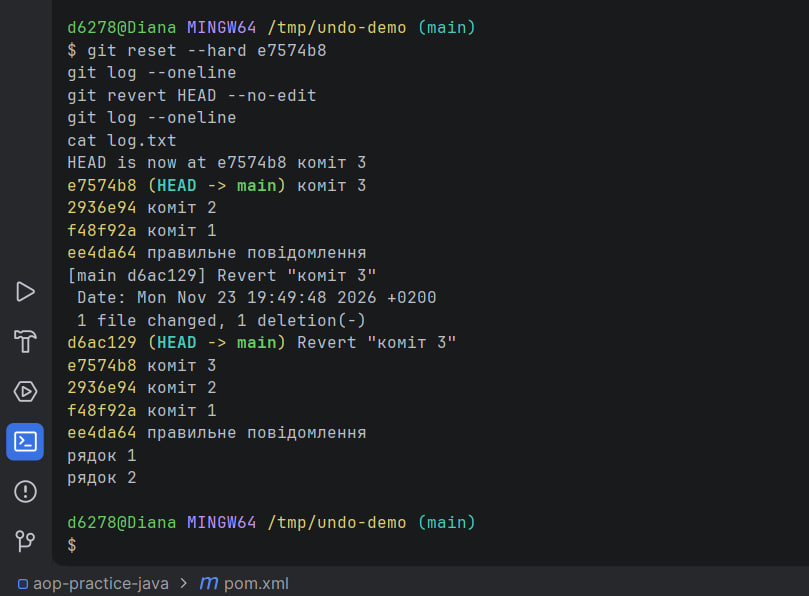 d6278@Diana MINGW64 /tmp/undo-demo (main)
$ git reset --hard e7574b8
git log --oneline
git revert HEAD --no-edit
git log --oneline
cat log.txt
HEAD is now at e7574b8 коміт 3
e7574b8 (HEAD -> main) коміт 3
2936e94 коміт 2
f48f92a коміт 1
ee4da64 правильне повідомлення
[main d6ac129] Revert "коміт 3"
 Date: Mon Nov 23 19:49:48 2026 +0200
 1 file changed, 1 deletion(-)
d6ac129 (HEAD -> main) Revert "коміт 3"
e7574b8 коміт 3
2936e94 коміт 2
f48f92a коміт 1
ee4da64 правильне повідомлення
рядок 1
рядок 2
d6278@Diana MINGW64 /tmp/undo-demo (main)
$
aop-practice-java > m pom.xml